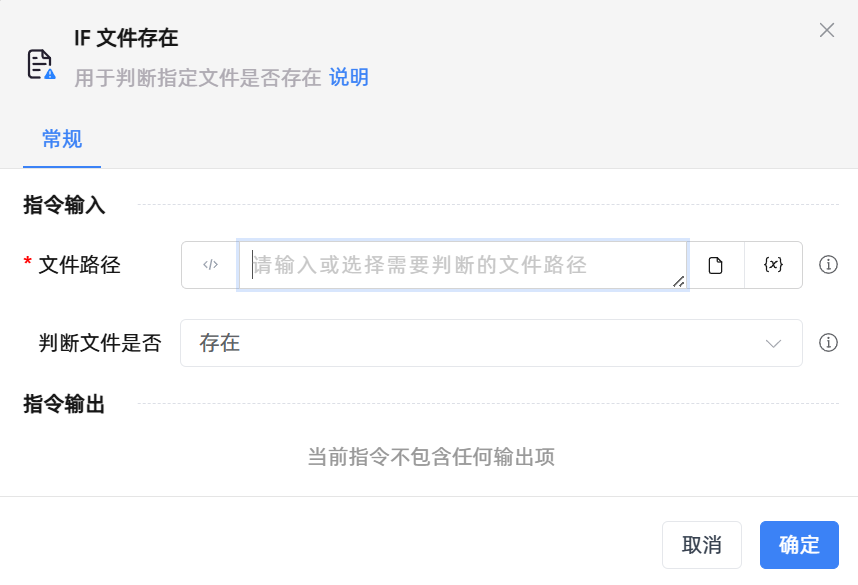 IF 文件存在
用于判断指定文件是否存在 说明
常规
指令输入
* 文件路径 </> 请输入或选择需要判断的文件路径 {x}
判断文件是否 存在
指令输出
当前指令不包含任何输出项
取消 确定